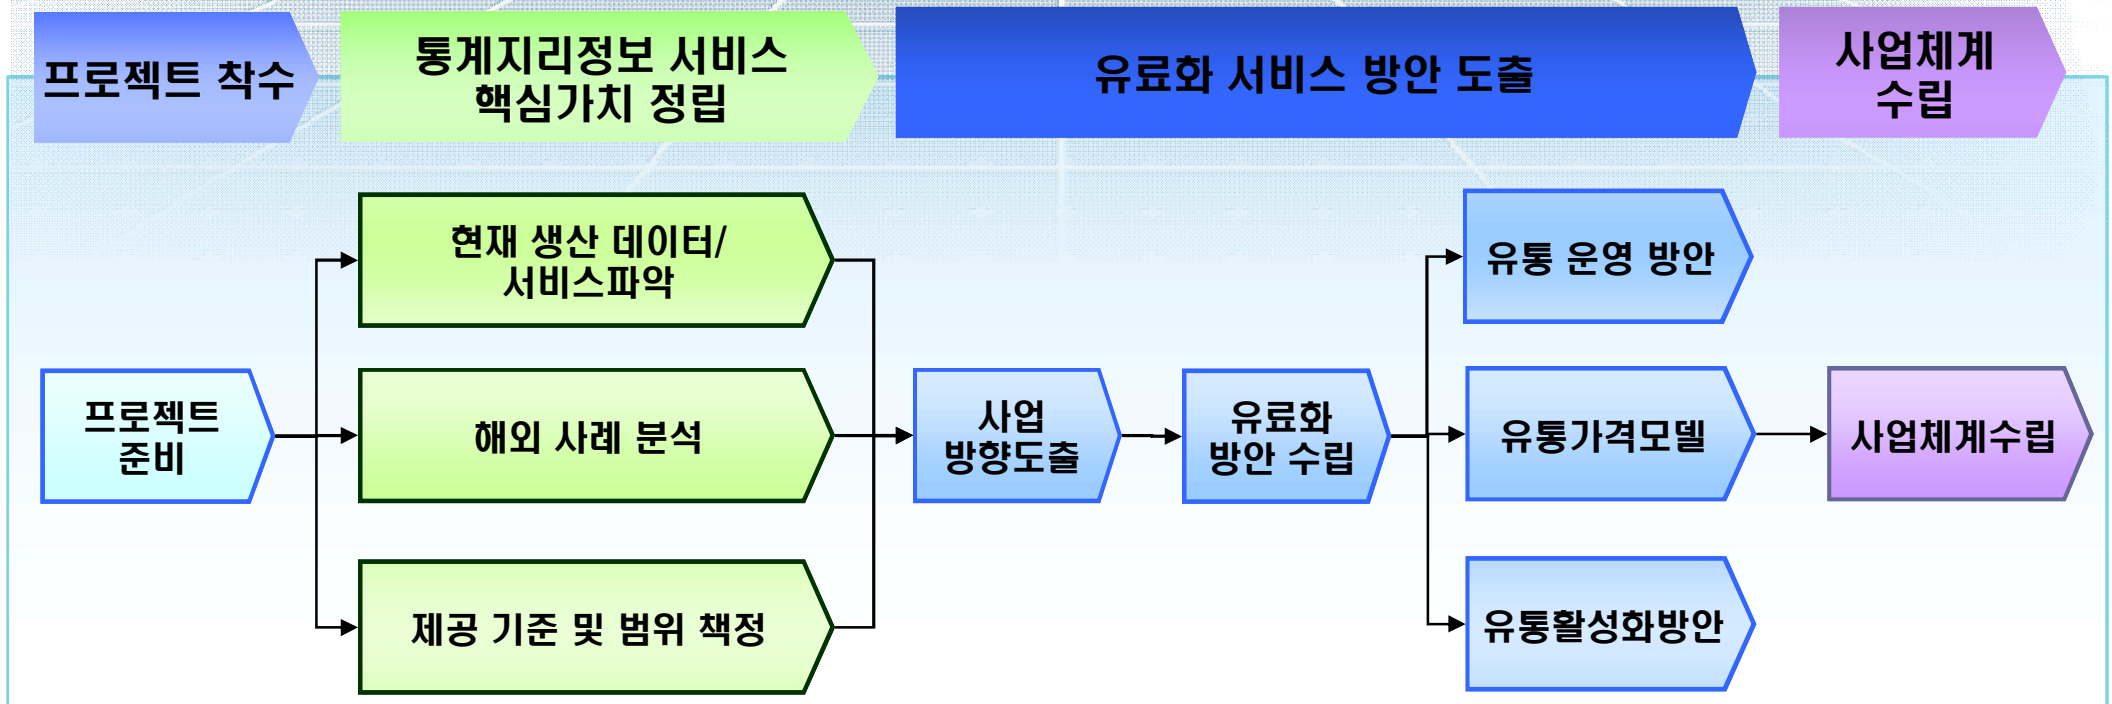 프로젝트 착수
통계지리정보 서비스
핵심가치 정립
유료화 서비스 방안 도출
사업체계
수립
프로젝트
준비
현재 생산 데이터/
서비스파악
해외 사례 분석
제공 기준 및 범위 책정
사업
방향도출
유료화
방안 수립
유통 운영 방안
유통가격모델
유통활성화방안
사업체계수립